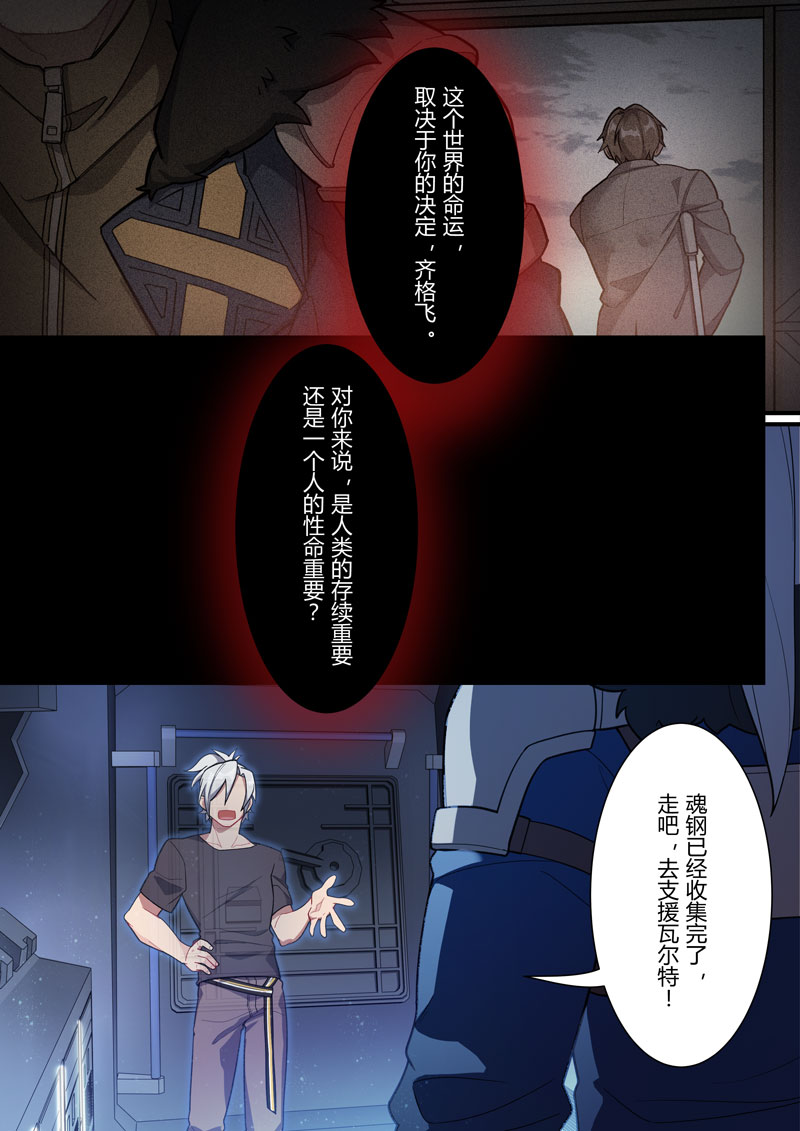 这个世界的命运，
取决于你的决定，齐格飞。
对你来说，是人类的存续重要
还是一个人的性命重要？
魂钢已经收集完了，
走吧，去支援瓦尔特！